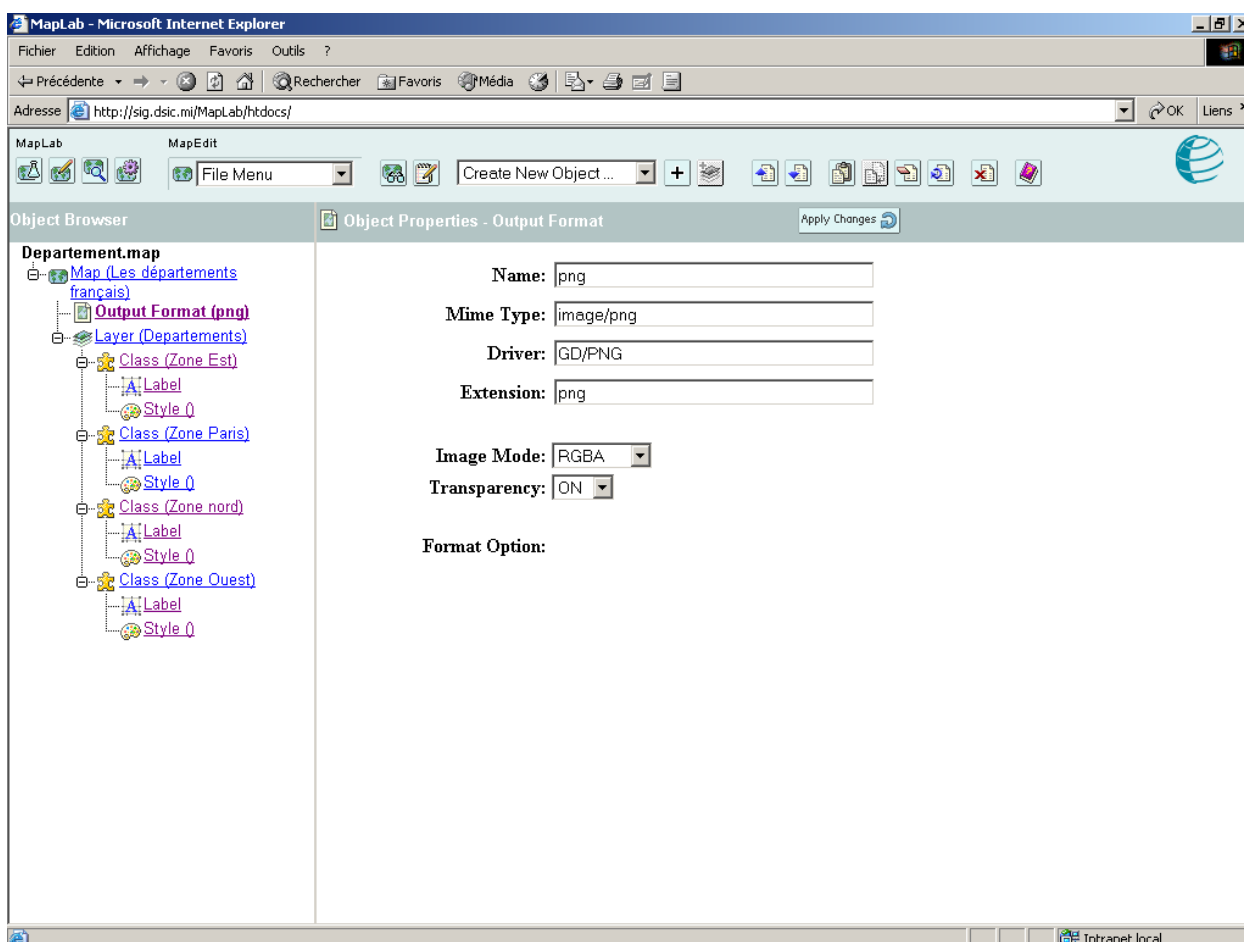 MapLab - Microsoft Internet Explorer
Fichier Edition Affichage Favoris Outils ?
Précédente Rechercher Favoris Média
Adresse http://sig.dsic.mi/MapLab/htdocs/ OK Liens
MapLab MapEdit
File Menu Create New Object ...
Object Browser Object Properties - Output Format Apply Changes
Departement.map
Map (Les départements
français)
Output Format (png)
Layer (Departements)
Class (Zone Est)
Label
Style ()
Class (Zone Paris)
Label
Style ()
Class (Zone nord)
Label
Style ()
Class (Zone Ouest)
Label
Style ()
Name: png
Mime Type: image/png
Driver: GD/PNG
Extension: png
Image Mode: RGBA
Transparency: ON
Format Option:
Intranet local